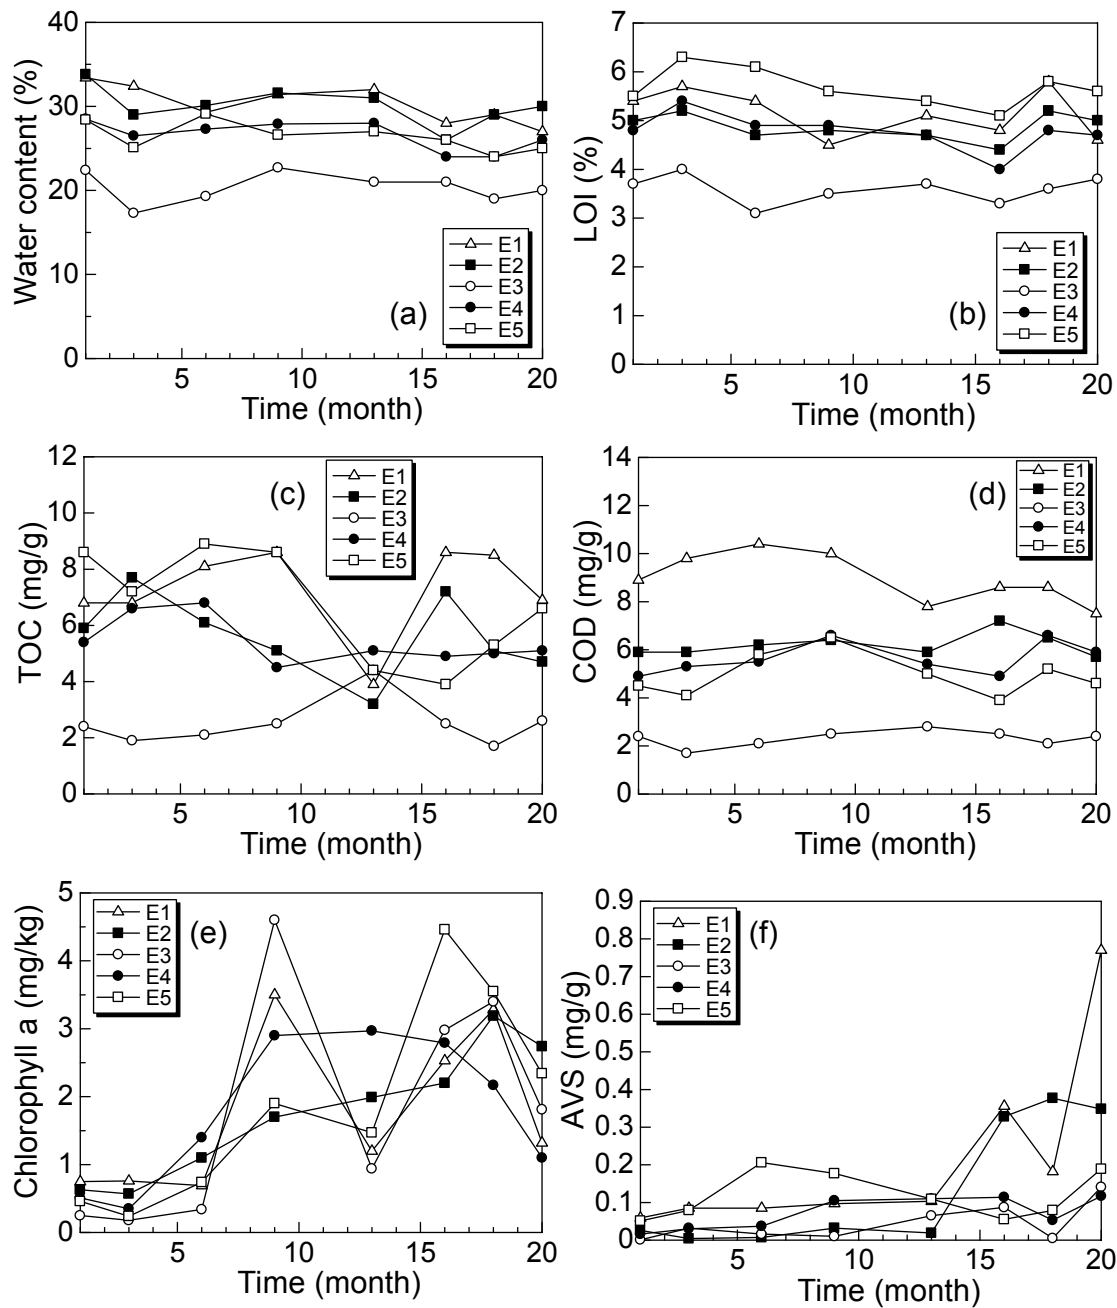 40
30
20
10
0
Water content (%)
E1
E2
E3
E4
E5
(a)
5
10
15
20
Time (month)
7
6
5
4
3
2
1
0
LOI (%)
E1
E2
E3
E4
E5
(b)
5
10
15
20
Time (month)
12
10
8
6
4
2
0
TOC (mg/g)
(c)
E1
E2
E3
E4
E5
5
10
15
20
Time (month)
14
12
10
8
6
4
2
0
COD (mg/g)
(d)
E1
E2
E3
E4
E5
5
10
15
20
Time (month)
5
4
3
2
1
0
Chlorophyll a (mg/kg)
E1
E2
E3
E4
E5
(e)
5
10
15
20
Time (month)
0.9
0.8
0.7
0.6
0.5
0.4
0.3
0.2
0.1
0
AVS (mg/g)
E1
E2
E3
E4
E5
(f)
5
10
15
20
Time (month)